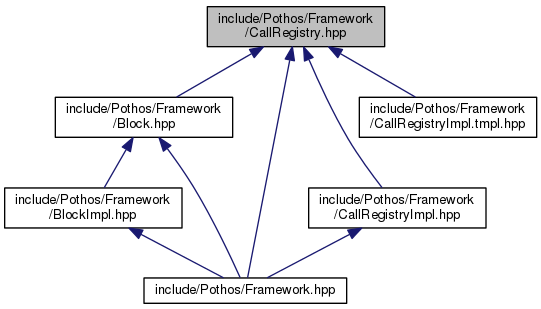 include/Pothos/Framework
/CallRegistry.hpp
include/Pothos/Framework
/Block.hpp
include/Pothos/Framework
/CallRegistryImpl.tmpl.hpp
include/Pothos/Framework
/BlockImpl.hpp
include/Pothos/Framework
/CallRegistryImpl.hpp
include/Pothos/Framework.hpp